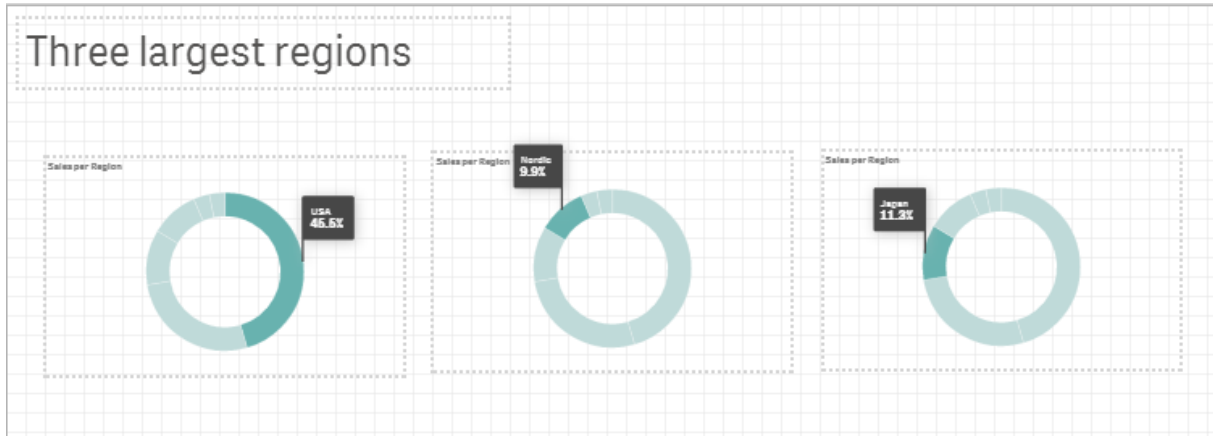 Three largest regions
Sales per Region
USA
45.5%
Sales per Region
Nordic
9.9%
Sales per Region
Japan
11.3%